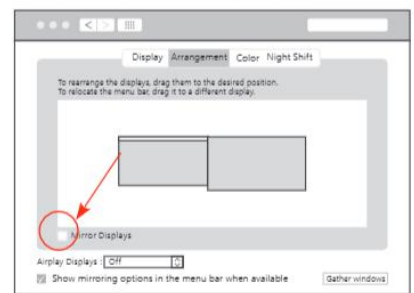 Display Arrangement Color Night Shift
To rearrange the displays, drag them to the desired position.
To relocate the menu bar, drag it to a different display.
Mirror Displays
Airplay Displays : Off
Show mirroring options in the menu bar when available Gather windows